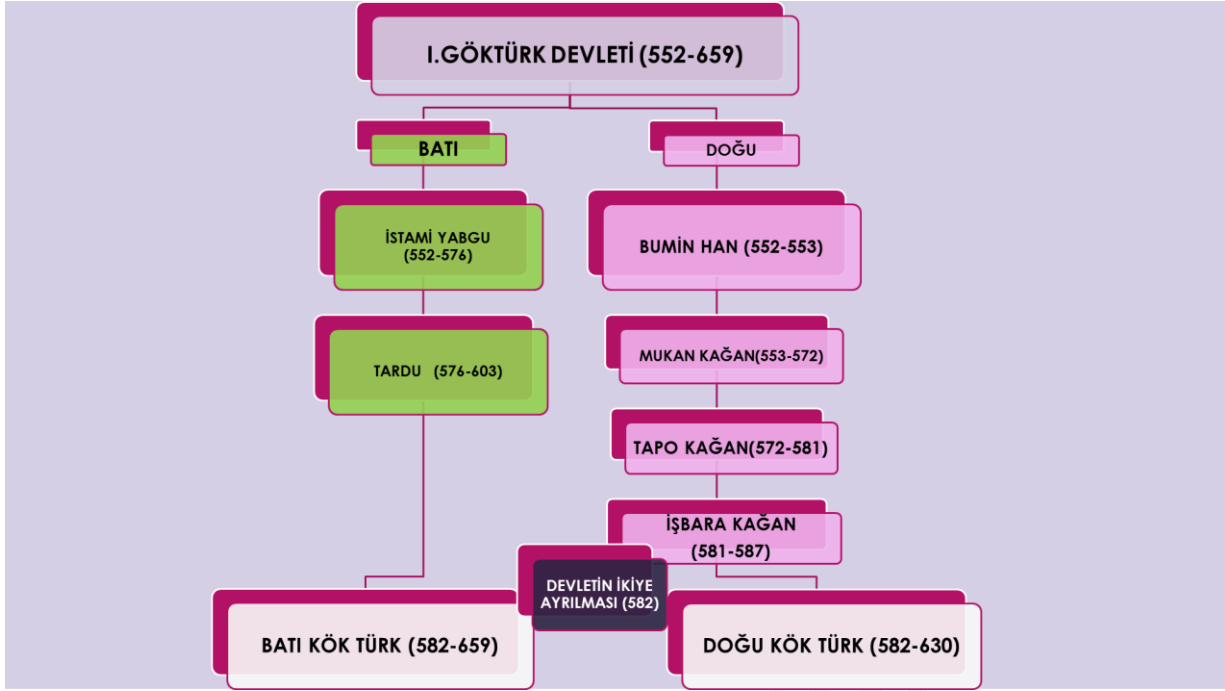 I.GÖKTÜRK DEVLETİ (552-659)
BATI
DOĞU
İSTAMİ YABGU
(552-576)
BUMİN HAN (552-553)
TARDU (576-603)
MUKAN KAĞAN(553-572)
TAPO KAĞAN(572-581)
İŞBARA KAĞAN
(581-587)
DEVLETİN İKİYE
AYRILMASI (582)
BATI KÖK TÜRK (582-659)
DOĞU KÖK TÜRK (582-630)